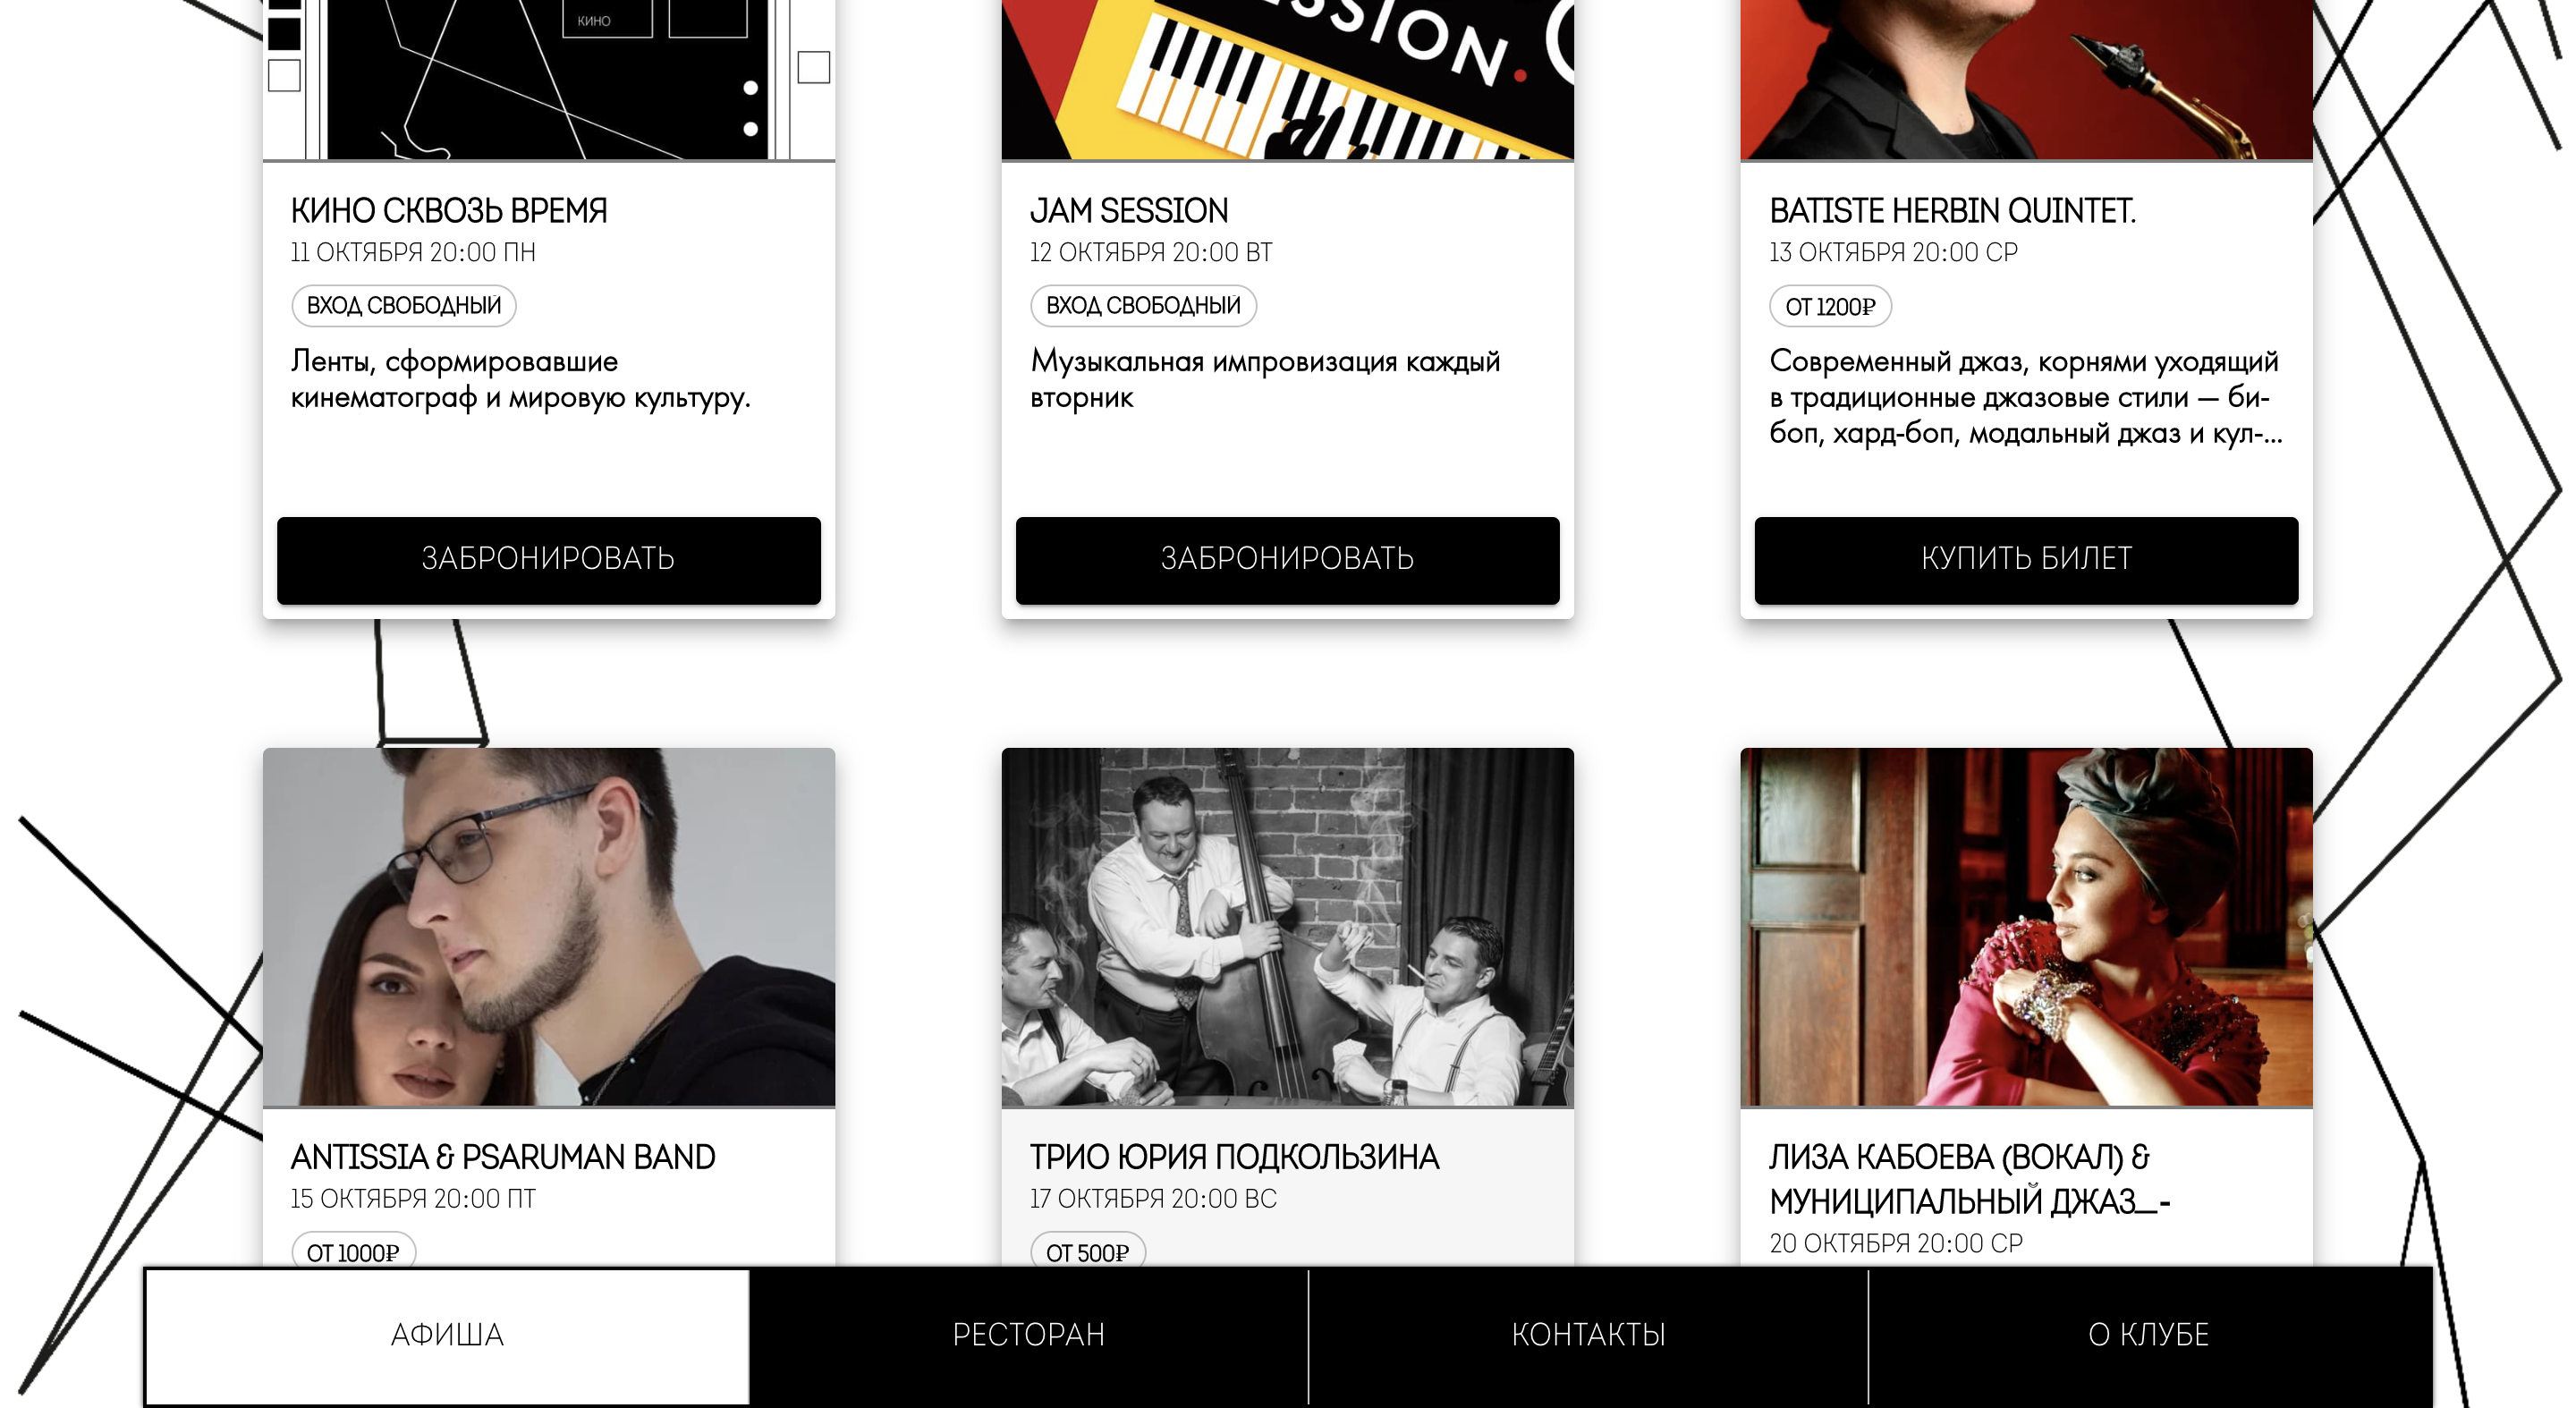 КИНО
SSION.
КИНО СКВОЗЬ ВРЕМЯ
11 ОКТЯБРЯ 20:00 ПН
ВХОД СВОБОДНЫЙ
Ленты, сформировавшие
кинематограф и мировую культуру.
ЗАБРОНИРОВАТЬ
JAM SESSION
12 ОКТЯБРЯ 20:00 ВТ
ВХОД СВОБОДНЫЙ
Музыкальная импровизация каждый
вторник
ЗАБРОНИРОВАТЬ
BATISTE HERBIN QUINTET.
13 ОКТЯБРЯ 20:00 СР
ОТ 1200₽
Современный джаз, корнями уходящий
в традиционные джазовые стили — би-
боп, хард-боп, модальный джаз и кул-...
КУПИТЬ БИЛЕТ
ANTISSIA & PSARUMAN BAND
15 ОКТЯБРЯ 20:00 ПТ
ОТ 1000₽
ТРИО ЮРИЯ ПОДКОЛЬЗИНА
17 ОКТЯБРЯ 20:00 ВС
ОТ 500₽
ЛИЗА КАБОЕВА (ВОКАЛ) &
МУНИЦИПАЛЬНЫЙ ДЖАЗ__-
20 ОКТЯБРЯ 20:00 СР
АФИША
РЕСТОРАН
КОНТАКТЫ
О КЛУБЕ